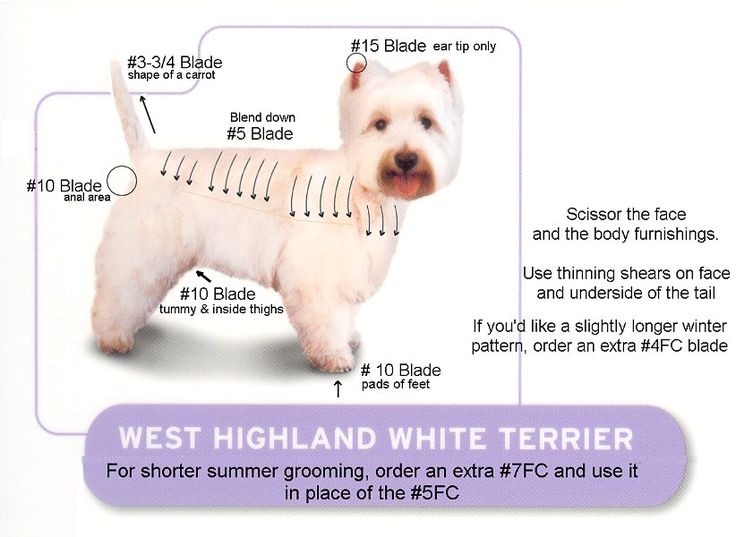 #3-3/4 Blade
shape of a carrot
#15 Blade ear tip only
Blend down
#5 Blade
#10 Blade
anal area
Scissor the face
and the body furnishings.
Use thinning shears on face
and underside of the tail
#10 Blade
tummy & inside thighs
If you'd like a slightly longer winter
pattern, order an extra #4FC blade
# 10 Blade
pads of feet
WEST HIGHLAND WHITE TERRIER
For shorter summer grooming, order an extra #7FC and use it
in place of the #5FC